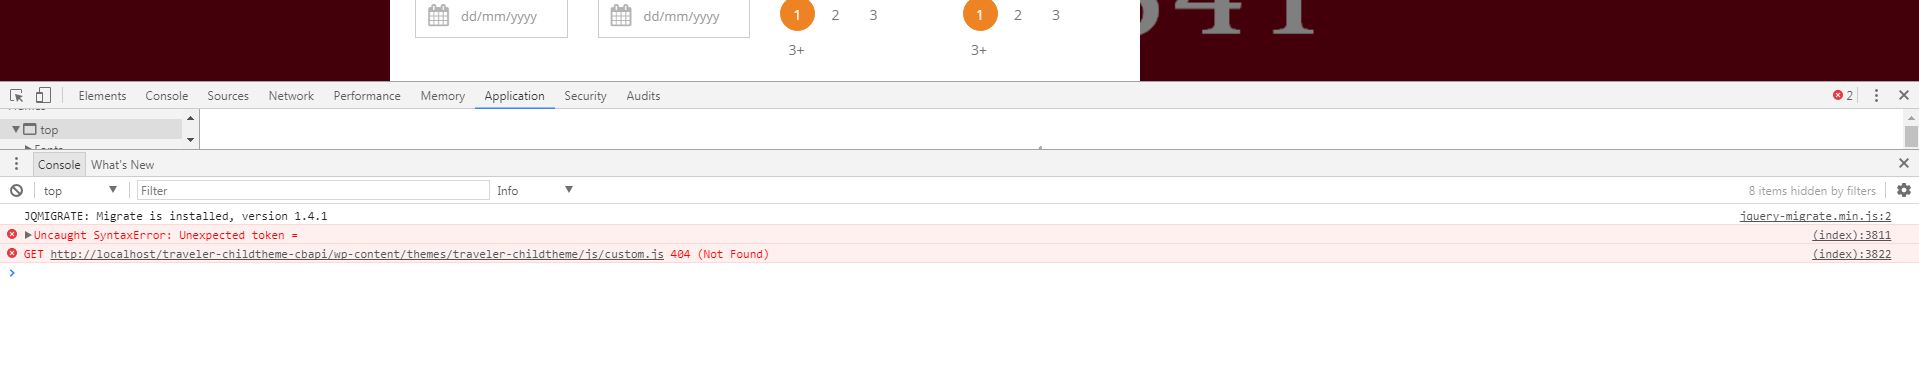 dd/mm/yyyy dd/mm/yyyy 1 2 3 1 2 3
3+ 3+
Elements Console Sources Network Performance Memory Application Security Audits 2
top
Console What's New
top Filter Info 8 items hidden by filters
JQMIGRATE: Migrate is installed, version 1.4.1 jquery-migrate.min.js:2
Uncaught SyntaxError: Unexpected token = (index):3811
GET http://localhost/traveler-childtheme-cbapi/wp-content/themes/traveler-childtheme/js/custom.js 404 (Not Found) (index):3822